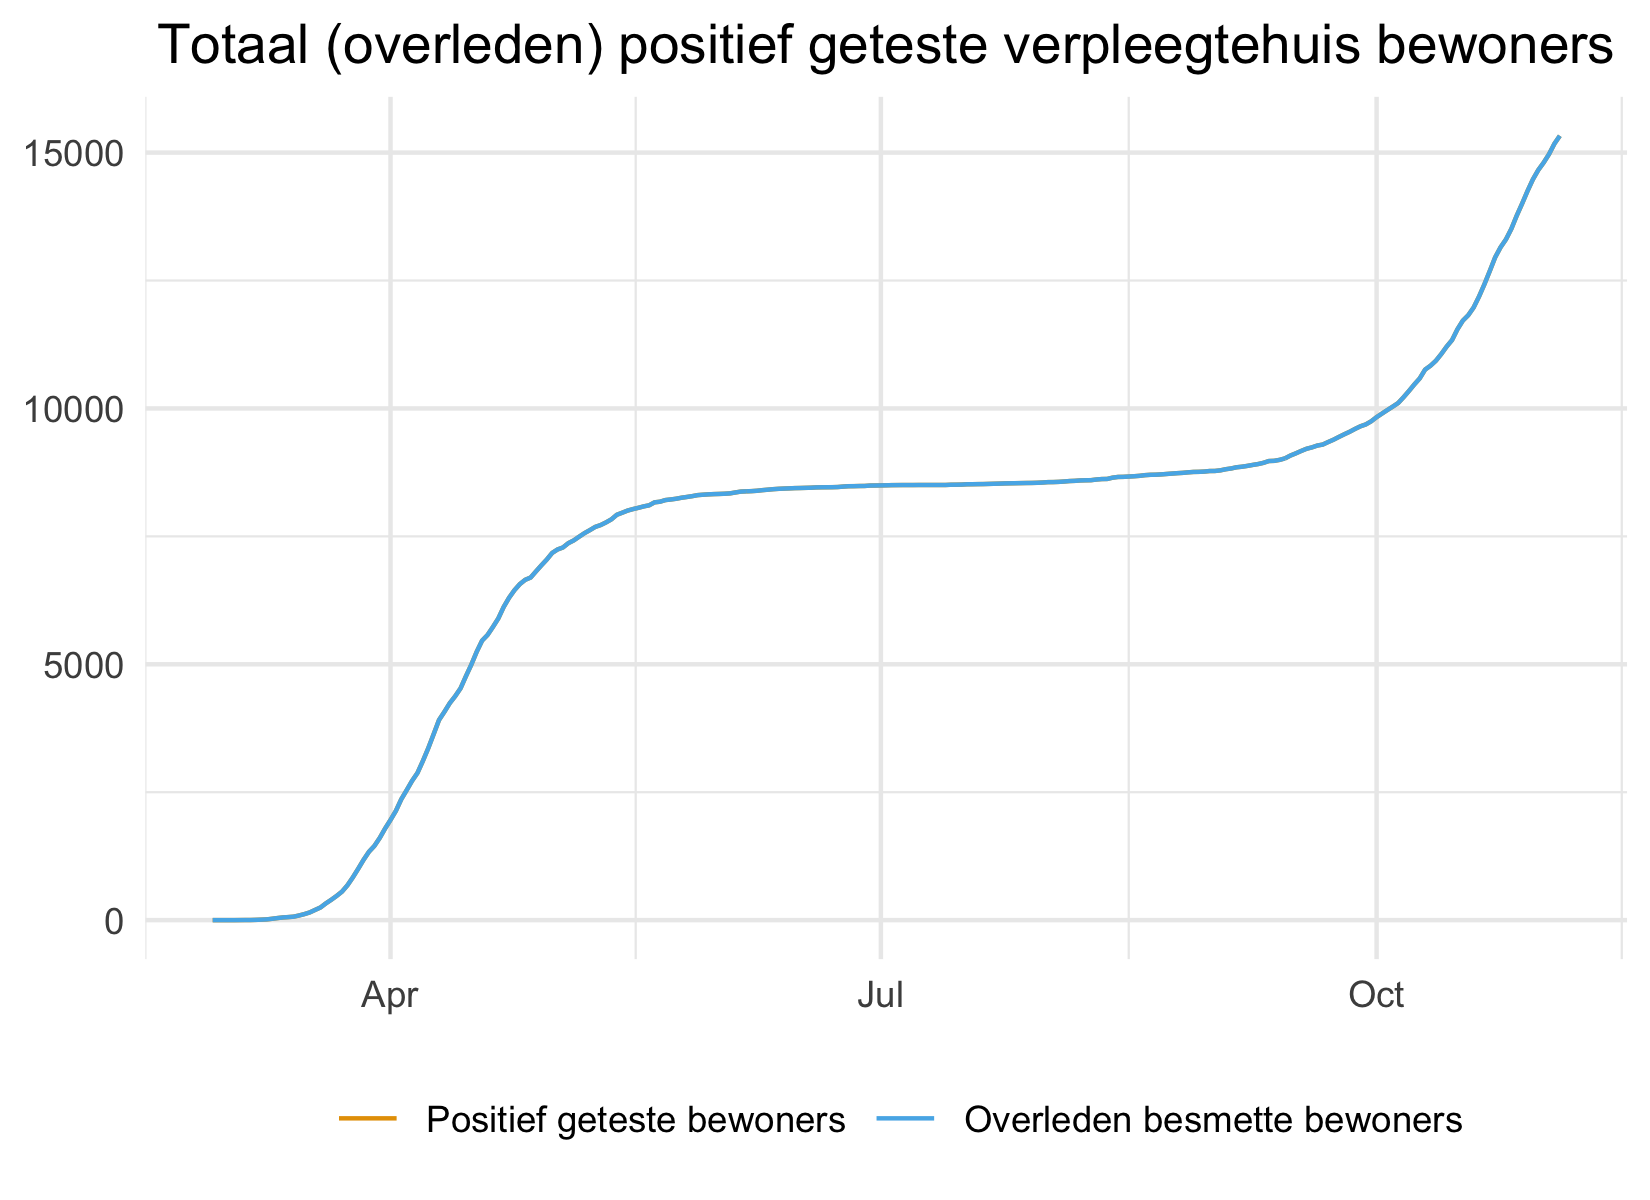 Totaal (overleden) positief geteste verpleegtehuis bewoners
15000
10000
5000
0
Apr Jul Oct
Positief geteste bewoners Overleden besmette bewoners